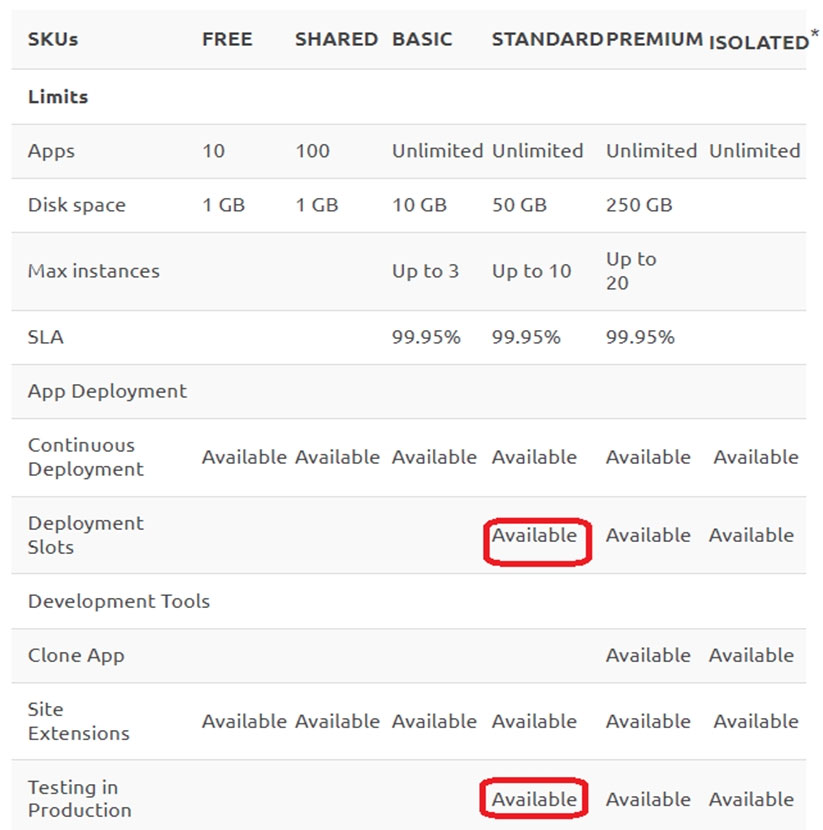 SKUs FREE SHARED BASIC STANDARD PREMIUM ISOLATED*
Limits
Apps 10 100 Unlimited Unlimited Unlimited Unlimited
Disk space 1 GB 1 GB 10 GB 50 GB 250 GB
Max instances Up to 3 Up to 10 Up to 20
SLA 99.95% 99.95% 99.95%
App Deployment
Continuous Deployment Available Available Available Available Available Available
Deployment Slots Available Available Available
Development Tools
Clone App Available Available
Site Extensions Available Available Available Available Available Available
Testing in Production Available Available Available